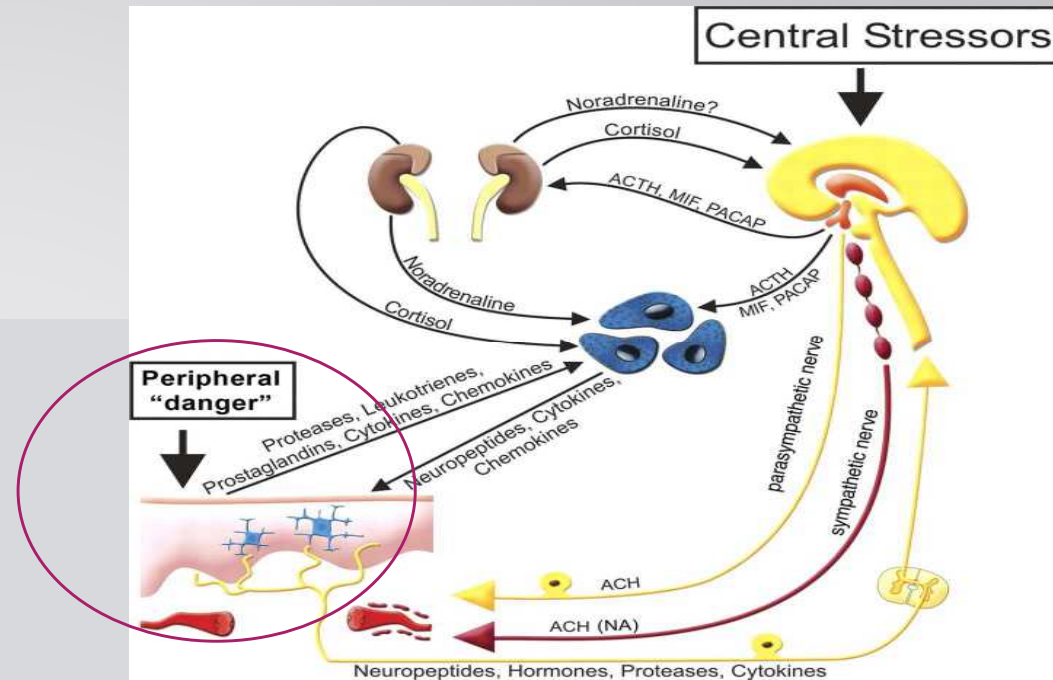 Central Stressors
Noradrenaline?
Cortisol
ACTH, MIF, PACAP
ACTH
MIF, PACAP
Noradrenaline
Cortisol
Peripheral
“danger”
Proteases, Leukotrienes,
Prostaglandins, Cytokines, Chemokines
Neuropeptides, Cytokines,
Chemokines
parasympathetic nerve
sympathetic nerve
ACH
ACH (NA)
Neuropeptides, Hormones, Proteases, Cytokines